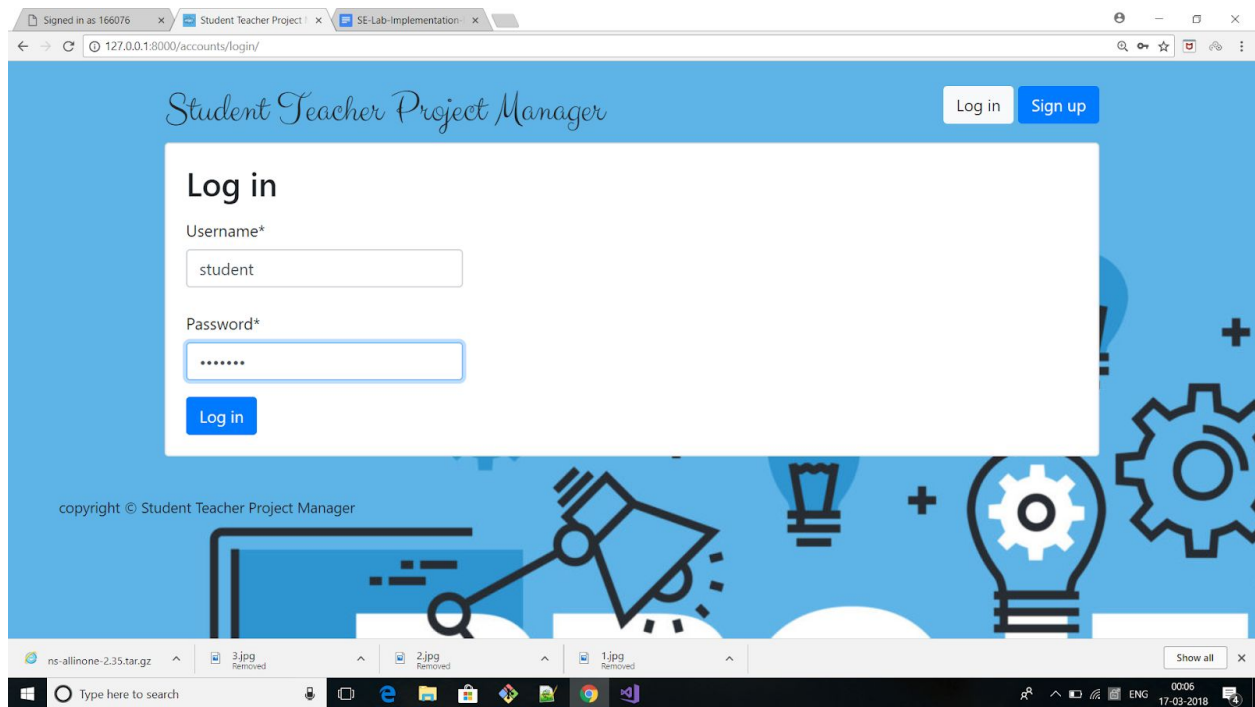 Signed in as 166076
Student Teacher Project
SE-Lab-Implementation-
127.0.0.1:8000/accounts/login/
Student Teacher Project Manager
Log in
Sign up
Log in
Username*
student
Password*
Log in
copyright © Student Teacher Project Manager
ns-allinone-2.35.tar.gz
3.jpg
Removed
2.jpg
Removed
1.jpg
Removed
Show all
Type here to search
ENG
00:06
17-03-2018
4